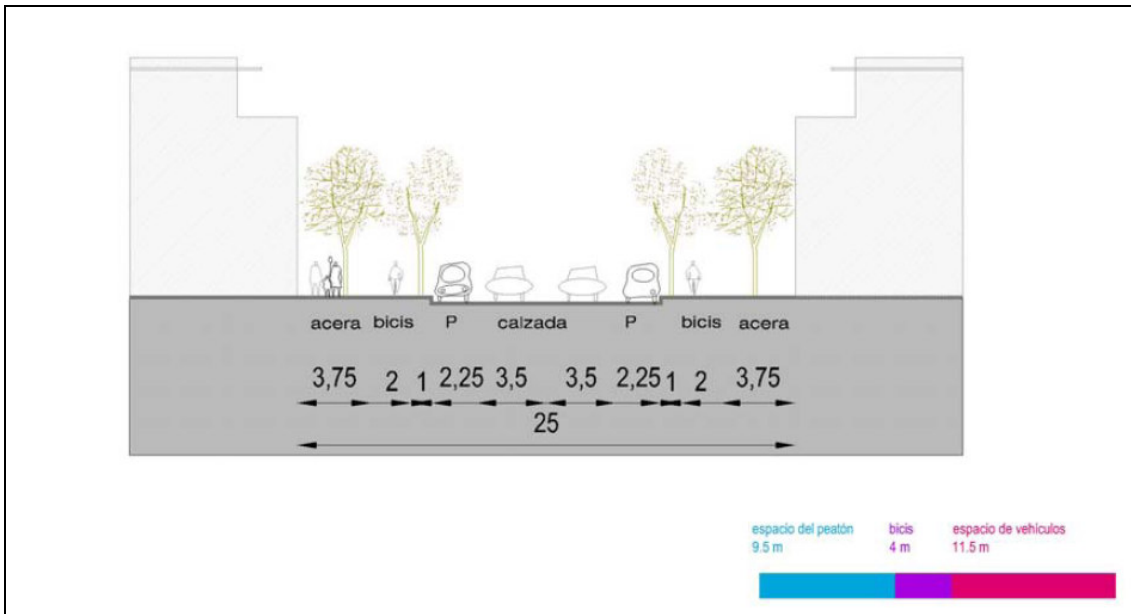 acera bicis P calzada P bicis acera
3,75 2 1 2,25 3,5 3,5 2,25 1 2 3,75
25
espacio del peatón bicis espacio de vehículos
9.5 m 4 m 11.5 m